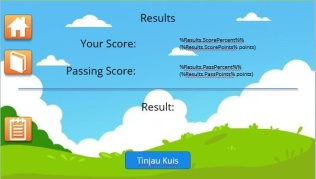 Results
Your Score: %Results.ScorePercent%%
(%Results.ScorePoints% points)
Passing Score: %Results.PassPercent%%
(%Results.PassPoints% points)
Result:
Tinjau Kuis